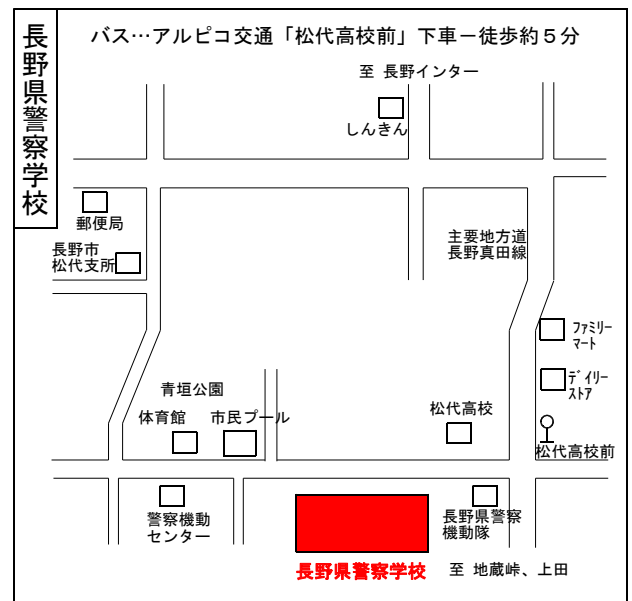 長野県警察学校
バス…アルピコ交通「松代高校前」下車－徒歩約５分
至 長野インター
しんきん
郵便局
長野市
松代支所
主要地方道
長野真田線
ﾌｧﾐﾘｰ
ﾏｰﾄ
ﾃﾞｲﾘｰ
ｽﾄｱ
青垣公園
体育館
市民プール
松代高校
松代高校前
警察機動
センター
長野県警察
機動隊
長野県警察学校
至 地蔵峠、上田